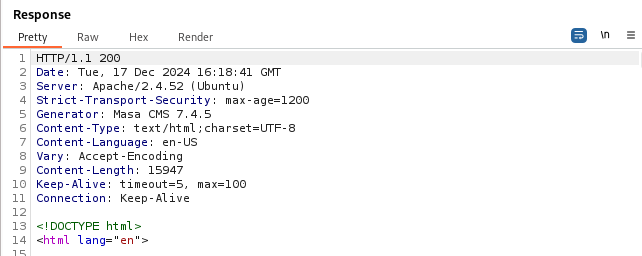 Response
Pretty Raw Hex Render \n
1 HTTP/1.1 200
2 Date: Tue, 17 Dec 2024 16:18:41 GMT
3 Server: Apache/2.4.52 (Ubuntu)
4 Strict-Transport-Security: max-age=1200
5 Generator: Masa CMS 7.4.5
6 Content-Type: text/html;charset=UTF-8
7 Content-Language: en-US
8 Vary: Accept-Encoding
9 Content-Length: 15947
10 Keep-Alive: timeout=5, max=100
11 Connection: Keep-Alive
12
13 <!DOCTYPE html>
14 <html lang="en">
15